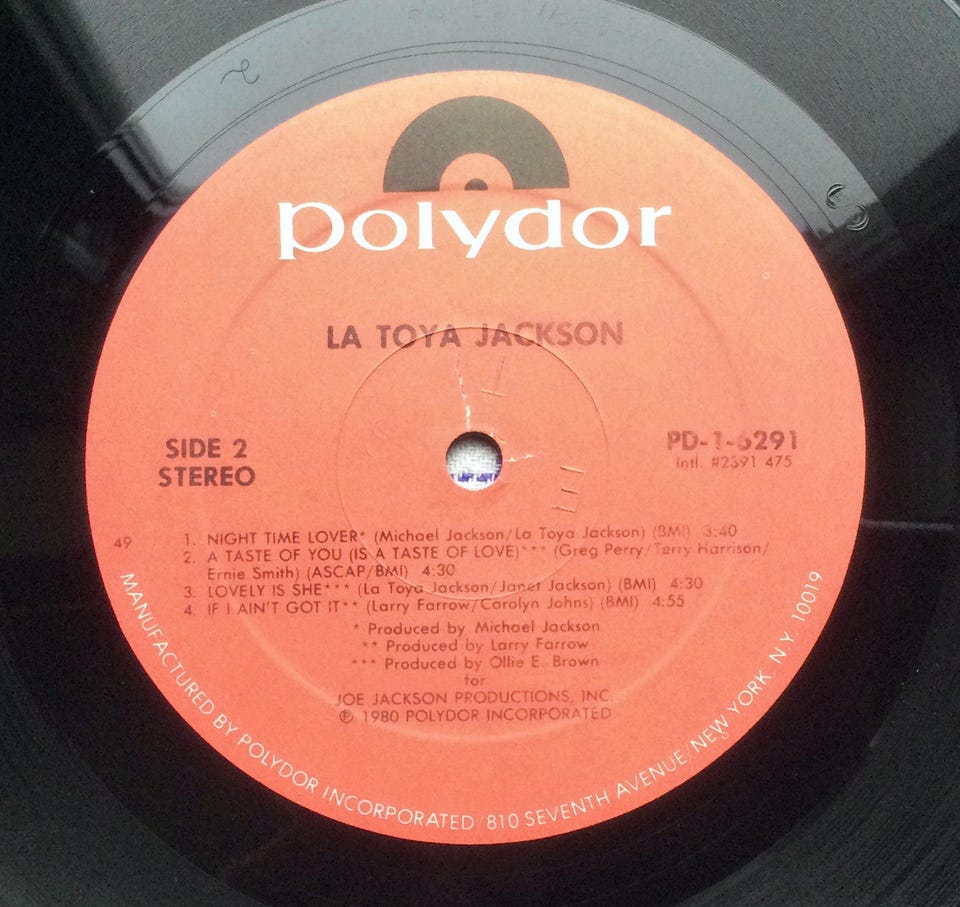 polydor
LA TOYA JACKSON
SIDE 2
STEREO
PD-1-6291
Intl. #2391 475
49
1. NIGHT TIME LOVER* (Michael Jackson/La Toya Jackson) (BMI) 3:40
2. A TASTE OF YOU (IS A TASTE OF LOVE)*** (Greg Perry/Terry Harrison/
Ernie Smith) (ASCAP/BMI) 4:30
3. LOVELY IS SHE*** (La Toya Jackson/Janet Jackson) (BMI) 4:30
4. IF I AIN'T GOT IT** (Larry Farrow/Carolyn Johns) (BMI) 4:55
* Produced by Michael Jackson
** Produced by Larry Farrow
*** Produced by Ollie E. Brown
for
JOE JACKSON PRODUCTIONS, INC.
℗ 1980 POLYDOR INCORPORATED
MANUFACTURED BY POLYDOR INCORPORATED/810 SEVENTH AVENUE/NEW YORK. N.Y. 10019